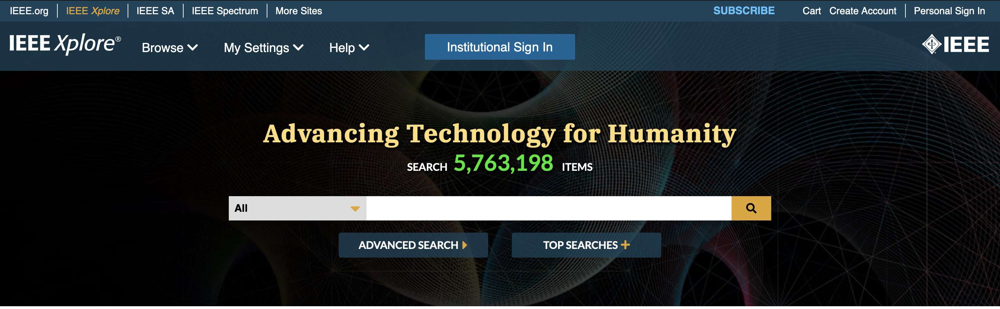 IEEE.org IEEE Xplore IEEE SA IEEE Spectrum More Sites SUBSCRIBE Cart Create Account Personal Sign In
IEEE Xplore® Browse My Settings Help Institutional Sign In IEEE
Advancing Technology for Humanity
SEARCH 5,763,198 ITEMS
All
ADVANCED SEARCH TOP SEARCHES